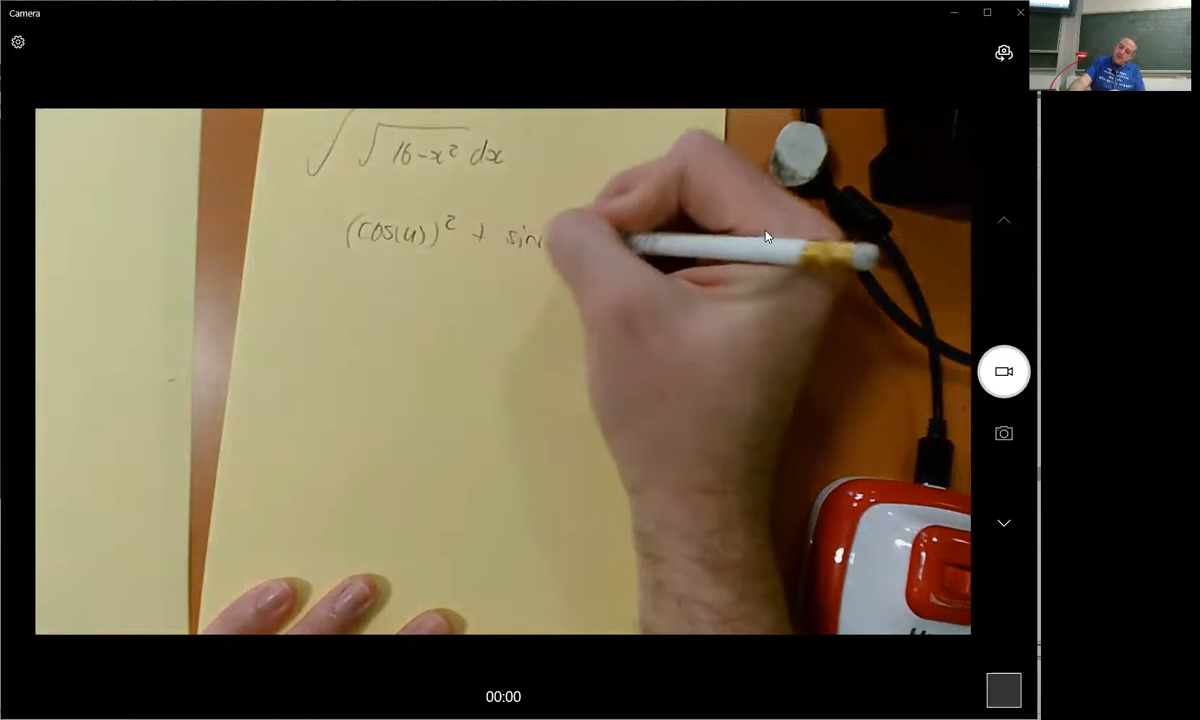 Camera
∫ √16-x² dx
(cos(u))² + sin
00:00